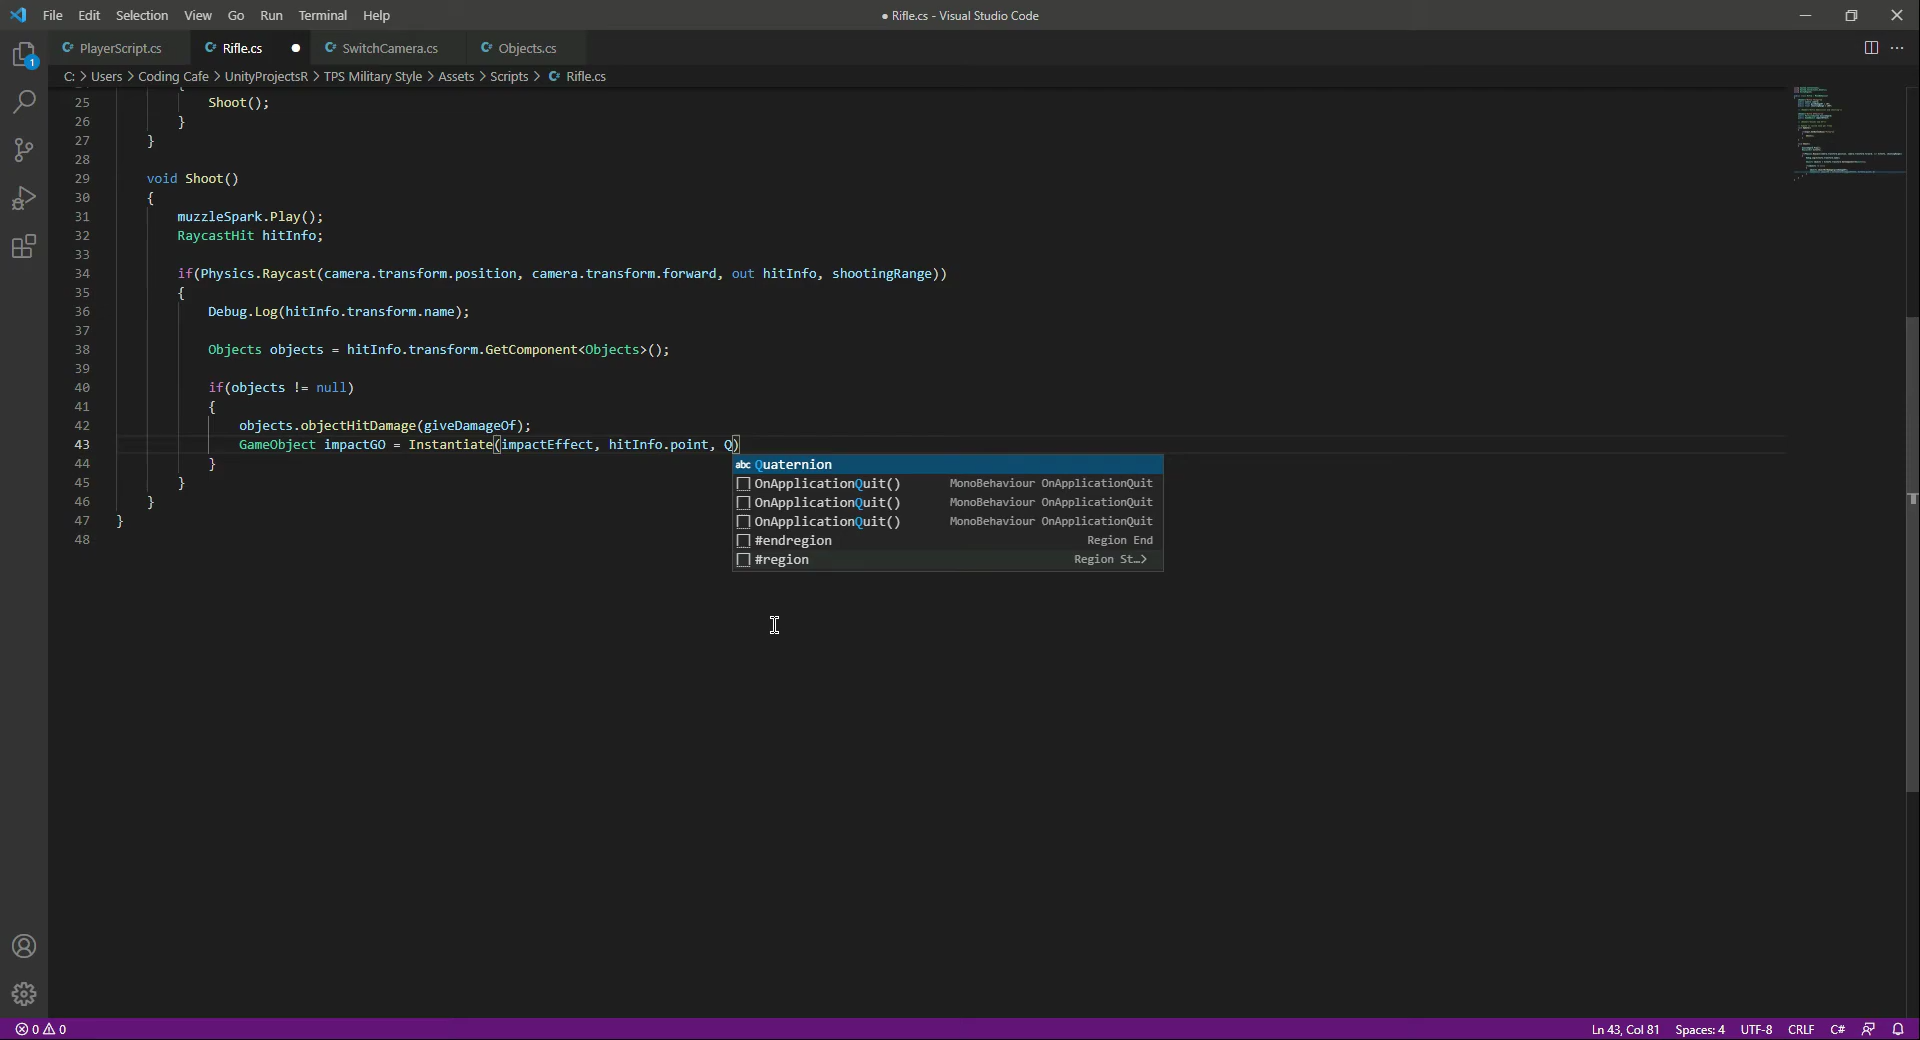 File Edit Selection View Go Run Terminal Help
● Rifle.cs - Visual Studio Code
PlayerScript.cs Rifle.cs SwitchCamera.cs Objects.cs
C: > Users > Coding Cafe > UnityProjectsR > TPS Military Style > Assets > Scripts > Rifle.cs
25 Shoot();
26 }
27 }
28
29 void Shoot()
30 {
31 muzzleSpark.Play();
32 RaycastHit hitInfo;
33
34 if(Physics.Raycast(camera.transform.position, camera.transform.forward, out hitInfo, shootingRange))
35 {
36 Debug.Log(hitInfo.transform.name);
37
38 Objects objects = hitInfo.transform.GetComponent<Objects>();
39
40 if(objects != null)
41 {
42 objects.objectHitDamage(giveDamageOf);
43 GameObject impactGO = Instantiate(impactEffect, hitInfo.point, Q)
44 }
45 }
46 }
47 }
48
abc Quaternion
OnApplicationQuit() MonoBehaviour OnApplicationQuit
OnApplicationQuit() MonoBehaviour OnApplicationQuit
OnApplicationQuit() MonoBehaviour OnApplicationQuit
#endregion Region End
#region Region St…>
1
0 0 Ln 43, Col 81 Spaces: 4 UTF-8 CRLF C#